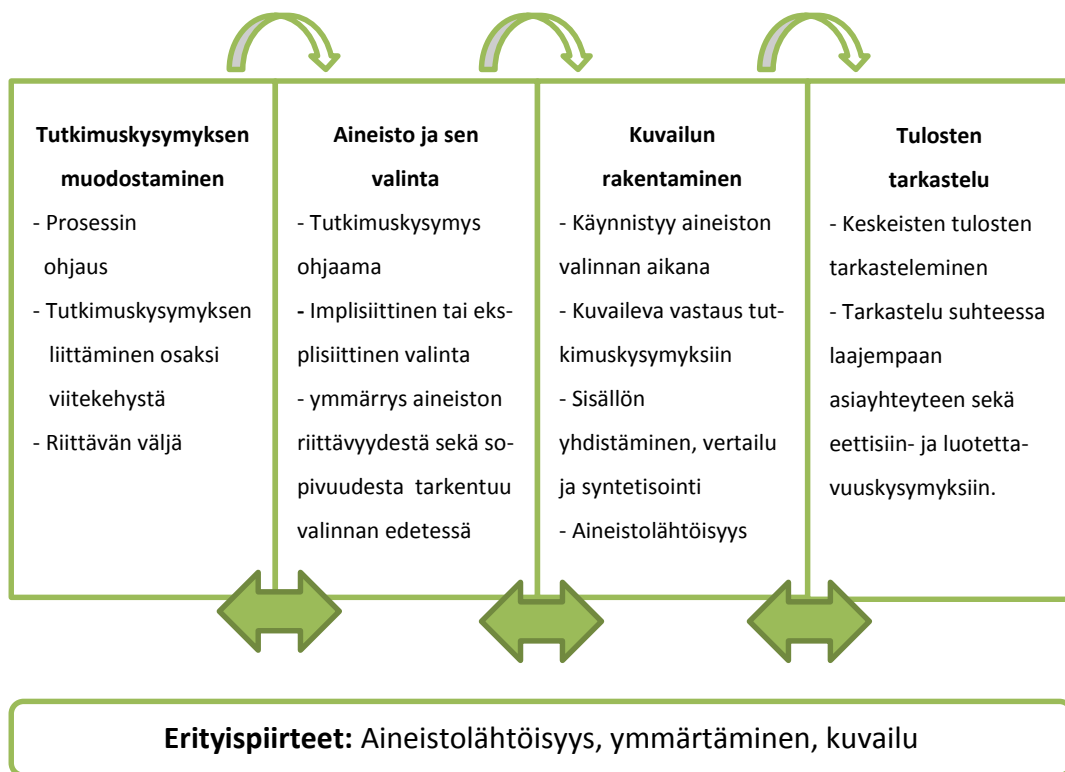 Tutkimuskysymyksen
muodostaminen
- Prosessin
ohjaus
- Tutkimuskysymyksen
liittäminen osaksi
viitekehystä
- Riittävän väljä
Aineisto ja sen
valinta
- Tutkimuskysymys
ohjaama
- Implisiittinen tai eks-
plisiittinen valinta
- ymmärrys aineiston
riittävyydestä sekä so-
pivuudesta tarkentuu
valinnan edetessä
Kuvailun
rakentaminen
- Käynnistyy aineiston
valinnan aikana
- Kuvaileva vastaus tut-
kimuskysymyksiin
- Sisällön
yhdistäminen, vertailu
ja syntetisointi
- Aineistolähtöisyys
Tulosten
tarkastelu
- Keskeisten tulosten
tarkasteleminen
- Tarkastelu suhteessa
laajempaan
asiayhteyteen sekä
eettisiin- ja luotetta-
vuuskysymyksiin.
Erityispiirteet: Aineistolähtöisyys, ymmärtäminen, kuvailu